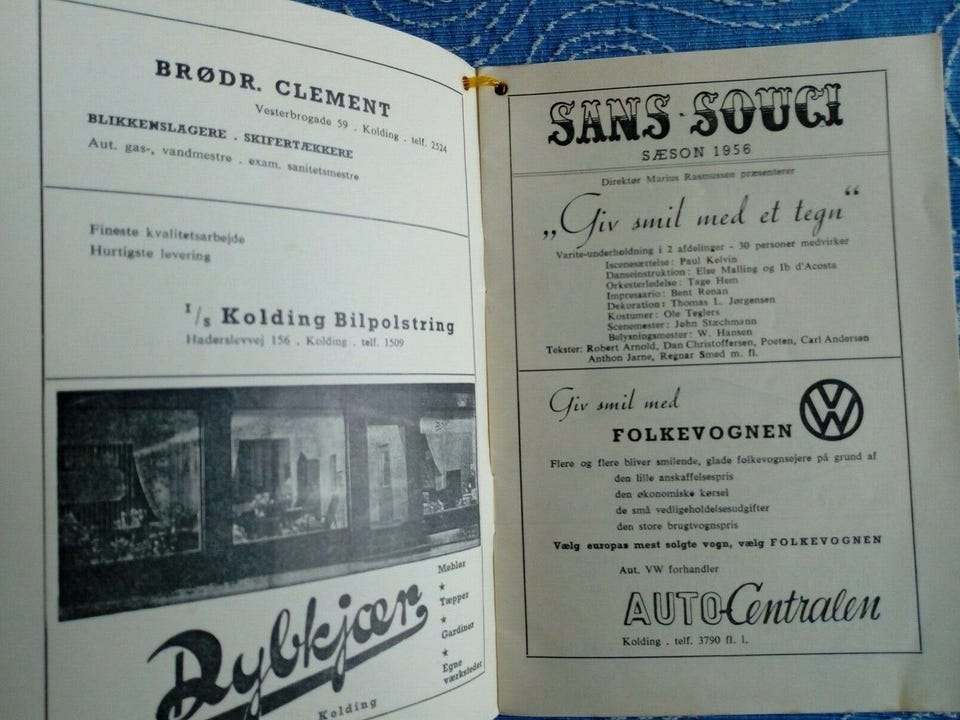 BRØDR. CLEMENT
Vesterbrogade 59 . Kolding . telf. 2524
BLIKKENSLAGERE . SKIFERTÆKKERE
Aut. gas-, vandmestre . exam. sanitetsmestre
Fineste kvalitetsarbejde
Hurtigste levering
I/S Kolding Bilpolstring
Haderslevvej 156 . Kolding . telf. 1509
Møbler
★
Tæpper
★
Gardiner
★
Egne
værksteder
Rybkjær
Kolding
SANS-SOUCI
SÆSON 1956
Direktør Marius Rasmussen præsenterer
„Giv smil med et tegn“
Varite-underholdning i 2 afdelinger - 30 personer medvirker
Iscenesættelse: Paul Kelvin
Danseinstruktion: Else Malling og Ib d'Acosta
Orkesterledelse: Tage Hem
Impressario: Bent Renan
Dekoration: Thomas L. Jørgensen
Kostumer: Ole Teglers
Scenemester: John Stæchmann
Belysningsmester: W. Hansen
Tekster: Robert Arnold, Dan Christoffersen, Poeten, Carl Andersen
Anthon Jarne, Regnar Smed m. fl.
Giv smil med
FOLKEVOGNEN
VW
Flere og flere bliver smilende, glade folkevognsejere på grund af
den lille anskaffelsespris
den økonomiske kørsel
de små vedligeholdelsesudgifter
den store brugtvognspris
Vælg europas mest solgte vogn, vælg FOLKEVOGNEN
Aut. VW forhandler
AUTO-Centralen
Kolding . telf. 3790 fl. l.